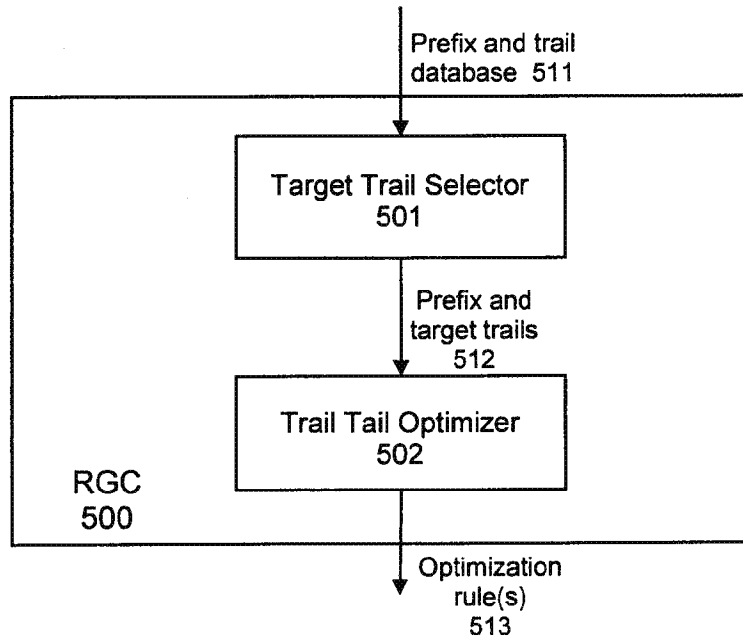 Prefix and trail
database 511
Target Trail Selector
501
Prefix and
target trails
512
Trail Tail Optimizer
502
RGC
500
Optimization
rule(s)
513